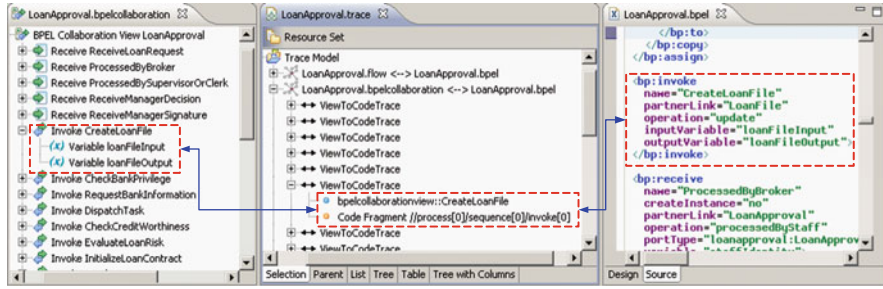 LoanApproval.bpelcollaboration
BPEL Collaboration View LoanApproval
Receive ReceiveLoanRequest
Receive ProcessedByBroker
Receive ProcessedBySupervisorOrClerk
Receive ReceiveManagerDecision
Receive ReceiveManagerSignature
Invoke CreateLoanFile
(x) Variable loanFileInput
(x) Variable loanFileOutput
Invoke CheckBankPrivilege
Invoke RequestBankInformation
Invoke DispatchTask
Invoke CheckCreditWorthiness
Invoke EvaluateLoanRisk
Invoke InitializeLoanContract
LoanApproval.trace
Resource Set
Trace Model
LoanApproval.flow <--> LoanApproval.bpel
LoanApproval.bpelcollaboration <--> LoanApproval.bpel
ViewToCodeTrace
ViewToCodeTrace
ViewToCodeTrace
ViewToCodeTrace
ViewToCodeTrace
ViewToCodeTrace
bpelcollaborationview::CreateLoanFile
Code Fragment //process[0]/sequence[0]/invoke[0]
ViewToCodeTrace
ViewToCodeTrace
Selection Parent List Tree Table Tree with Columns
LoanApproval.bpel
</bp:to>
</bp:copy>
</bp:assign>
<bp:invoke
name="CreateLoanFile"
partnerLink="LoanFile"
operation="update"
inputVariable="loanFileInput"
outputVariable="loanFileOutput">
</bp:invoke>
<bp:receive
name="ProcessedByBroker"
createInstance="no"
partnerLink="LoanApproval"
operation="processedByStaff"
portType="loanapproval:LoanApprov
variable="staffIdentity">
Design Source